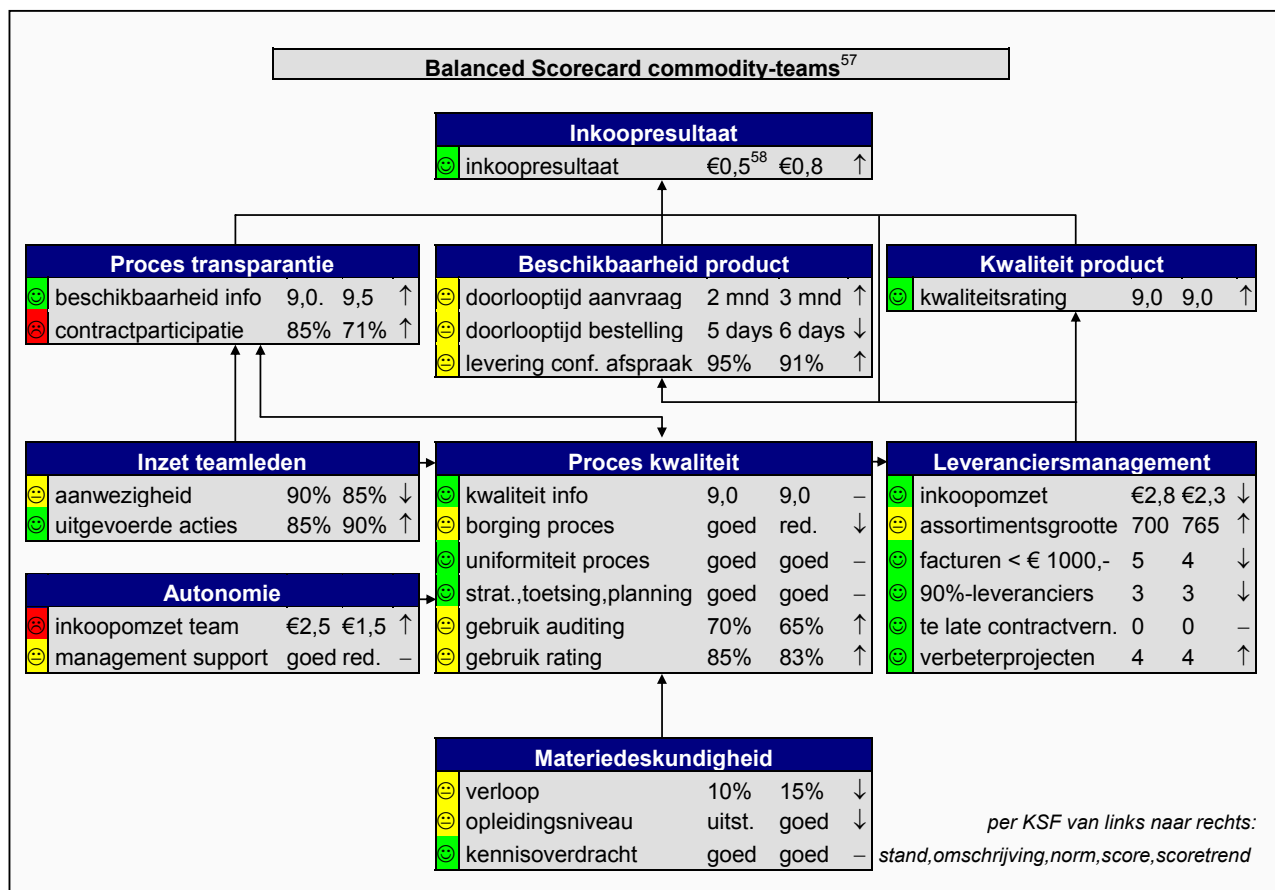 Balanced Scorecard commodity-teams57
Inkoopresultaat
☺ inkoopresultaat €0,558 €0,8 ↑
Proces transparantie
☺ beschikbaarheid info 9,0. 9,5 ↑
☹ contractparticipatie 85% 71% ↑
Beschikbaarheid product
😐 doorlooptijd aanvraag 2 mnd 3 mnd ↑
😐 doorlooptijd bestelling 5 days 6 days ↓
😐 levering conf. afspraak 95% 91% ↑
Kwaliteit product
☺ kwaliteitsrating 9,0 9,0 ↑
Inzet teamleden
😐 aanwezigheid 90% 85% ↓
☺ uitgevoerde acties 85% 90% ↑
Autonomie
☹ inkoopomzet team €2,5 €1,5 ↑
😐 management support goed red. –
Proces kwaliteit
☺ kwaliteit info 9,0 9,0 –
😐 borging proces goed red. ↓
☺ uniformiteit proces goed goed –
☺ strat.,toetsing,planning goed goed –
😐 gebruik auditing 70% 65% ↑
😐 gebruik rating 85% 83% ↑
Leveranciersmanagement
☺ inkoopomzet €2,8 €2,3 ↓
😐 assortimentsgrootte 700 765 ↑
☺ facturen < € 1000,- 5 4 ↓
☺ 90%-leveranciers 3 3 ↓
☺ te late contractvern. 0 0 –
☺ verbeterprojecten 4 4 ↑
Materiedeskundigheid
😐 verloop 10% 15% ↓
😐 opleidingsniveau uitst. goed ↓
☺ kennisoverdracht goed goed –
per KSF van links naar rechts:
stand,omschrijving,norm,score,scoretrend